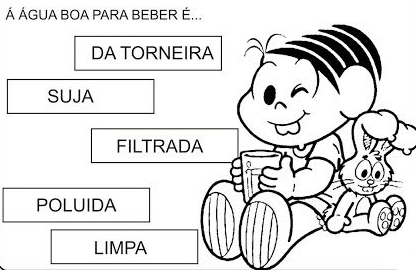 Á ÁGUA BOA PARA BEBER É...
DA TORNEIRA
SUJA
FILTRADA
POLUIDA
LIMPA